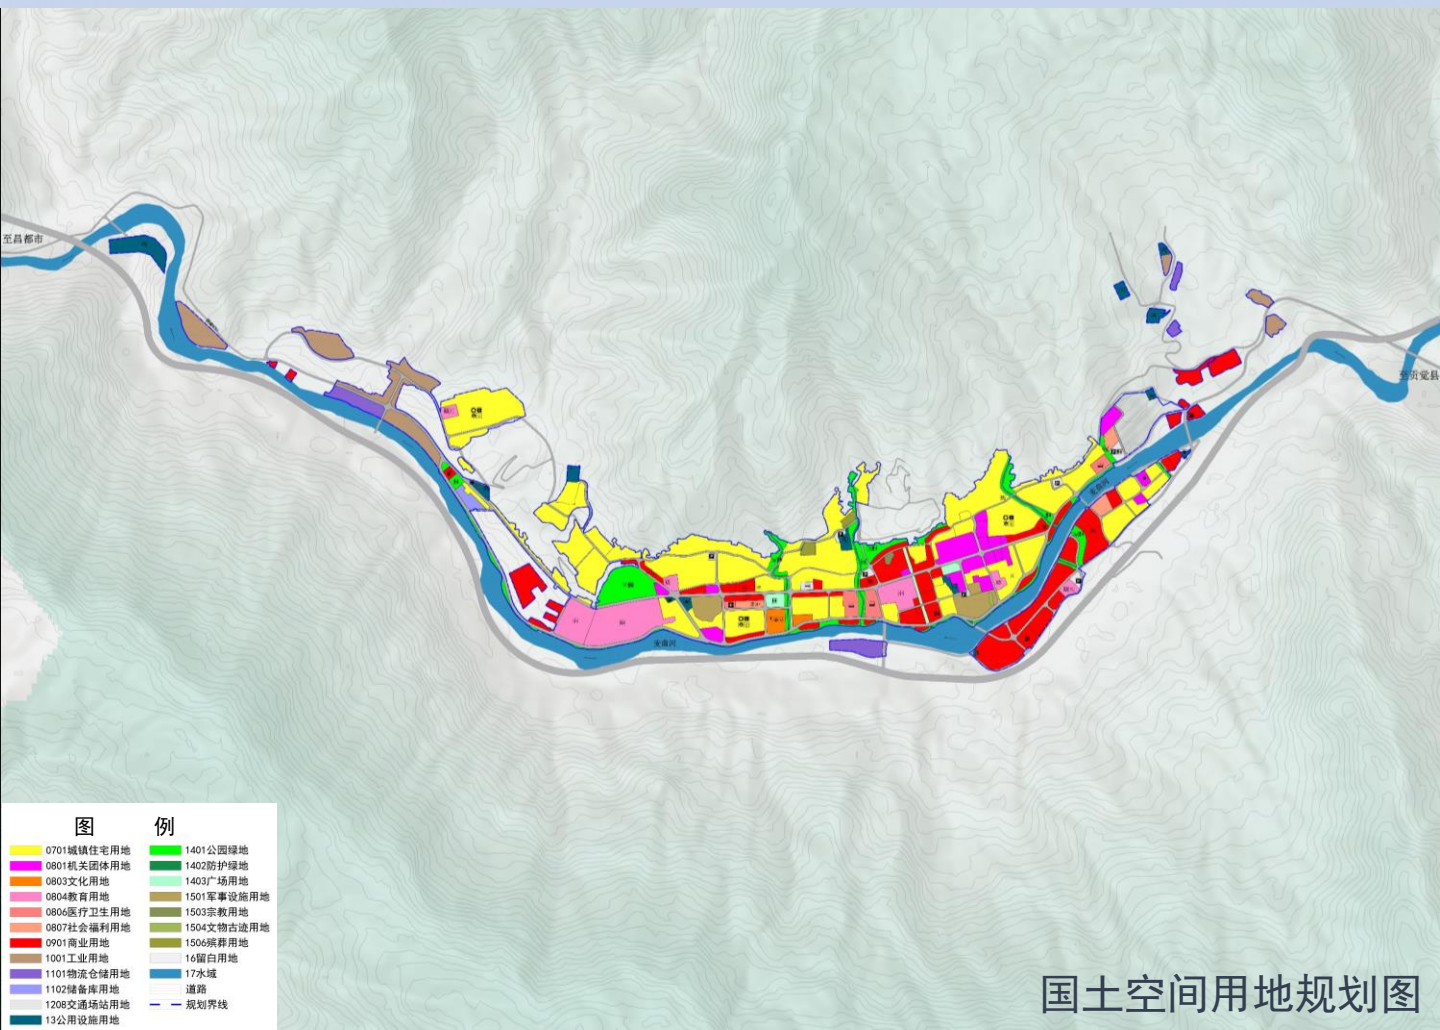 至昌都市
至贡觉县
图 例
0701城镇住宅用地
0801机关团体用地
0803文化用地
0804教育用地
0806医疗卫生用地
0807社会福利用地
0901商业用地
1001工业用地
1101物流仓储用地
1102储备库用地
1208交通场站用地
13公用设施用地
1401公园绿地
1402防护绿地
1403广场用地
1501军事设施用地
1503宗教用地
1504文物古迹用地
1506殡葬用地
16留白用地
17水域
道路
规划界线
国土空间用地规划图